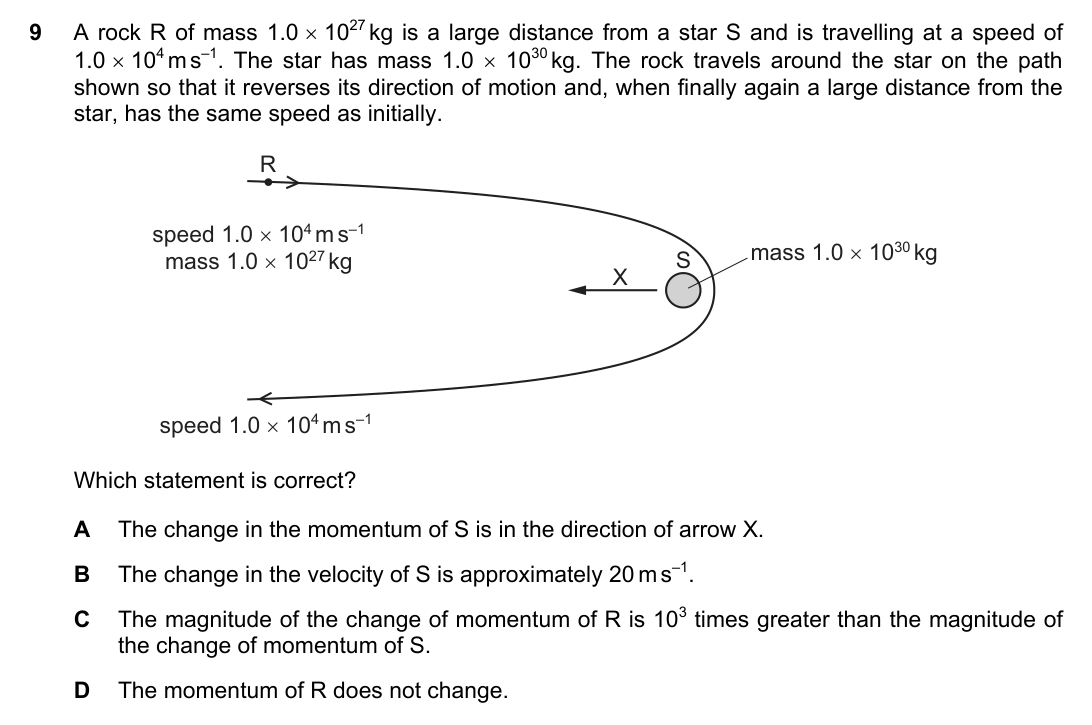 9 A rock R of mass 1.0 × 10²⁷ kg is a large distance from a star S and is travelling at a speed of
1.0 × 10⁴ m s⁻¹. The star has mass 1.0 × 10³⁰ kg. The rock travels around the star on the path
shown so that it reverses its direction of motion and, when finally again a large distance from the
star, has the same speed as initially.
R
speed 1.0 × 10⁴ m s⁻¹
mass 1.0 × 10²⁷ kg
S
mass 1.0 × 10³⁰ kg
X
speed 1.0 × 10⁴ m s⁻¹
Which statement is correct?
A The change in the momentum of S is in the direction of arrow X.
B The change in the velocity of S is approximately 20 m s⁻¹.
C The magnitude of the change of momentum of R is 10³ times greater than the magnitude of
the change of momentum of S.
D The momentum of R does not change.